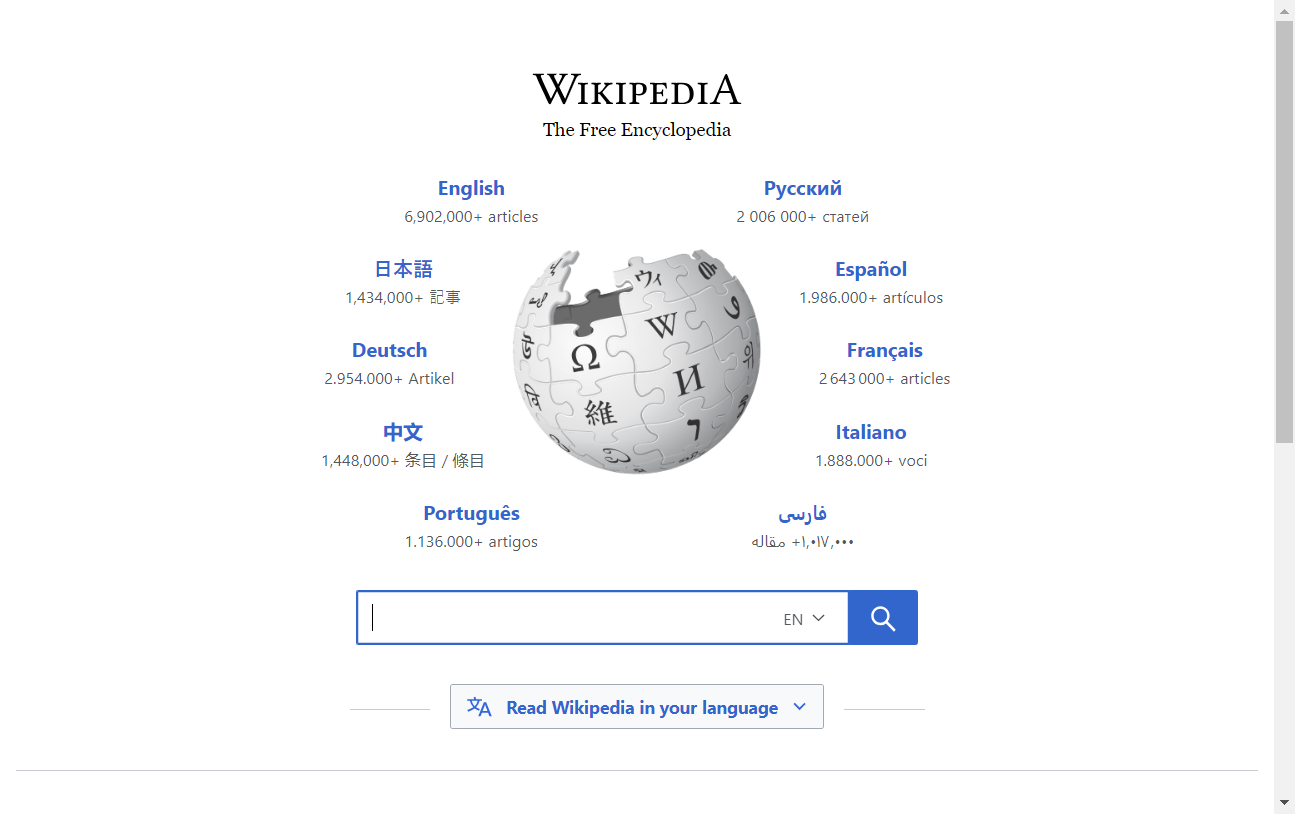 WIKIPEDIA
The Free Encyclopedia
English
6,902,000+ articles
Русский
2 006 000+ статей
日本語
1,434,000+ 記事
Español
1.986.000+ artículos
Deutsch
2.954.000+ Artikel
Français
2 643 000+ articles
中文
1,448,000+ 条目 / 條目
Italiano
1.888.000+ voci
Português
1.136.000+ artigos
فارسی
۱٬۰۱۷٬۰۰۰+ مقاله
ウィ
W
Ω
И
維
EN
Read Wikipedia in your language